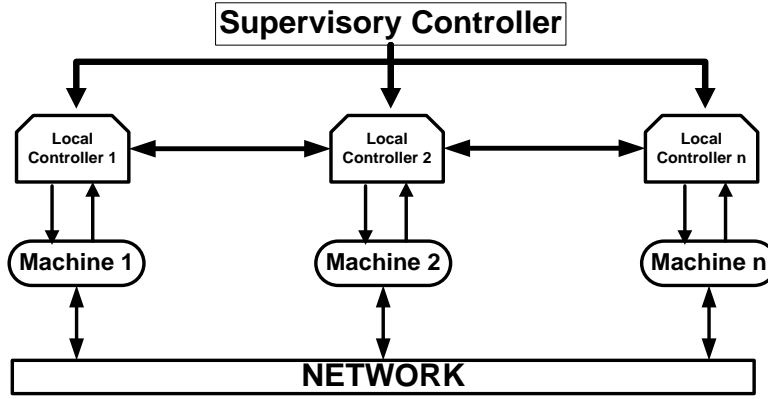 Supervisory Controller
Local
Controller 1
Local
Controller 2
Local
Controller n
Machine 1
Machine 2
Machine n
NETWORK